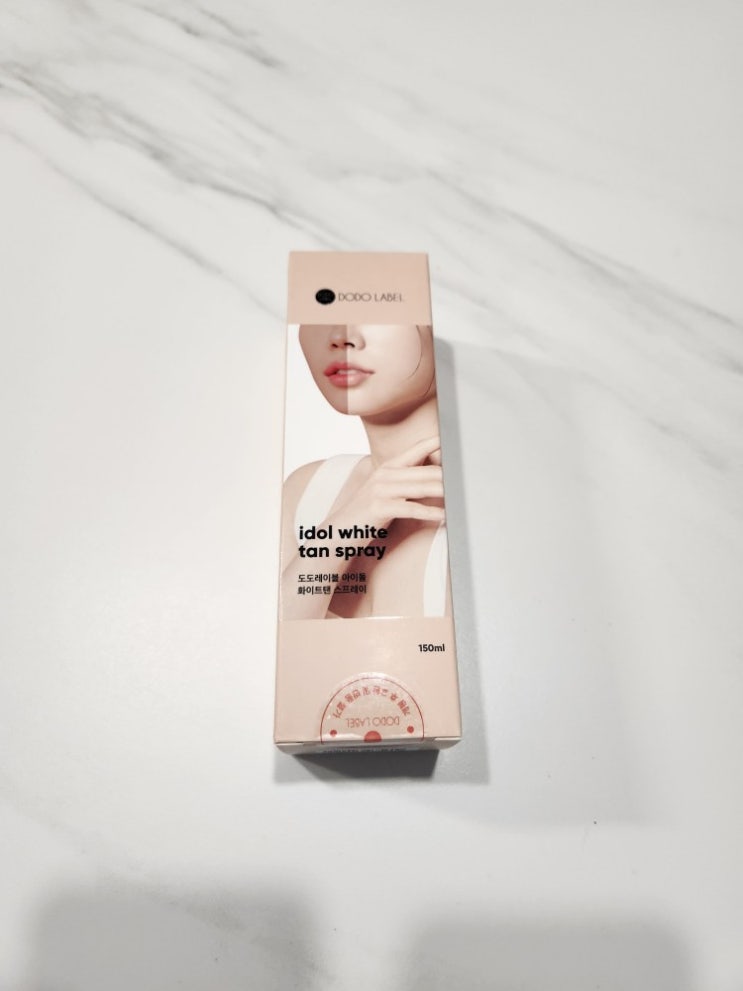 DODO LABEL
idol white
tan spray
도도레이블 아이돌
화이트탠 스프레이
150ml
DODO LABEL